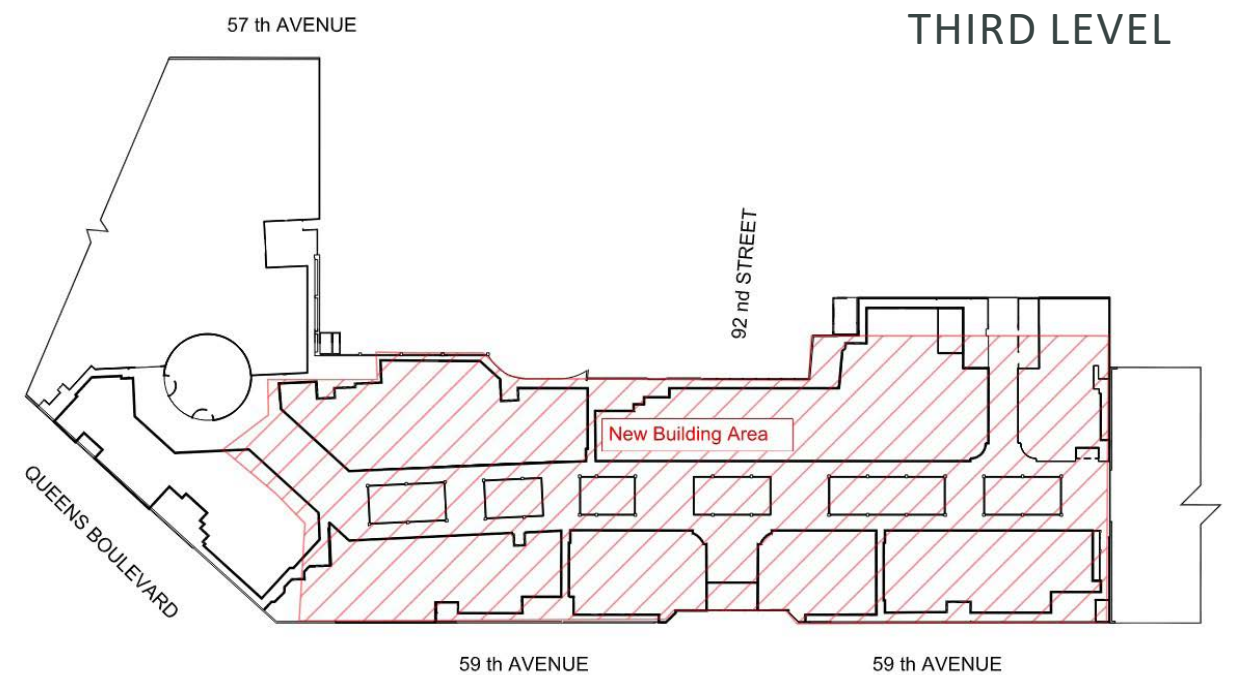 57 th AVENUE
THIRD LEVEL
92 nd STREET
New Building Area
QUEENS BOULEVARD
59 th AVENUE
59 th AVENUE